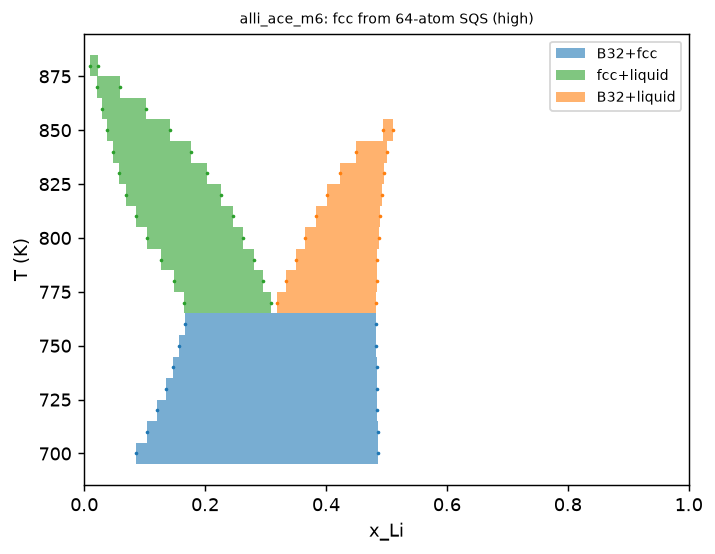 alli_ace_m6: fcc from 64-atom SQS (high)
B32+fcc
fcc+liquid
B32+liquid
875
850
825
800
775
750
725
700
T (K)
0.0 0.2 0.4 0.6 0.8 1.0
x_Li